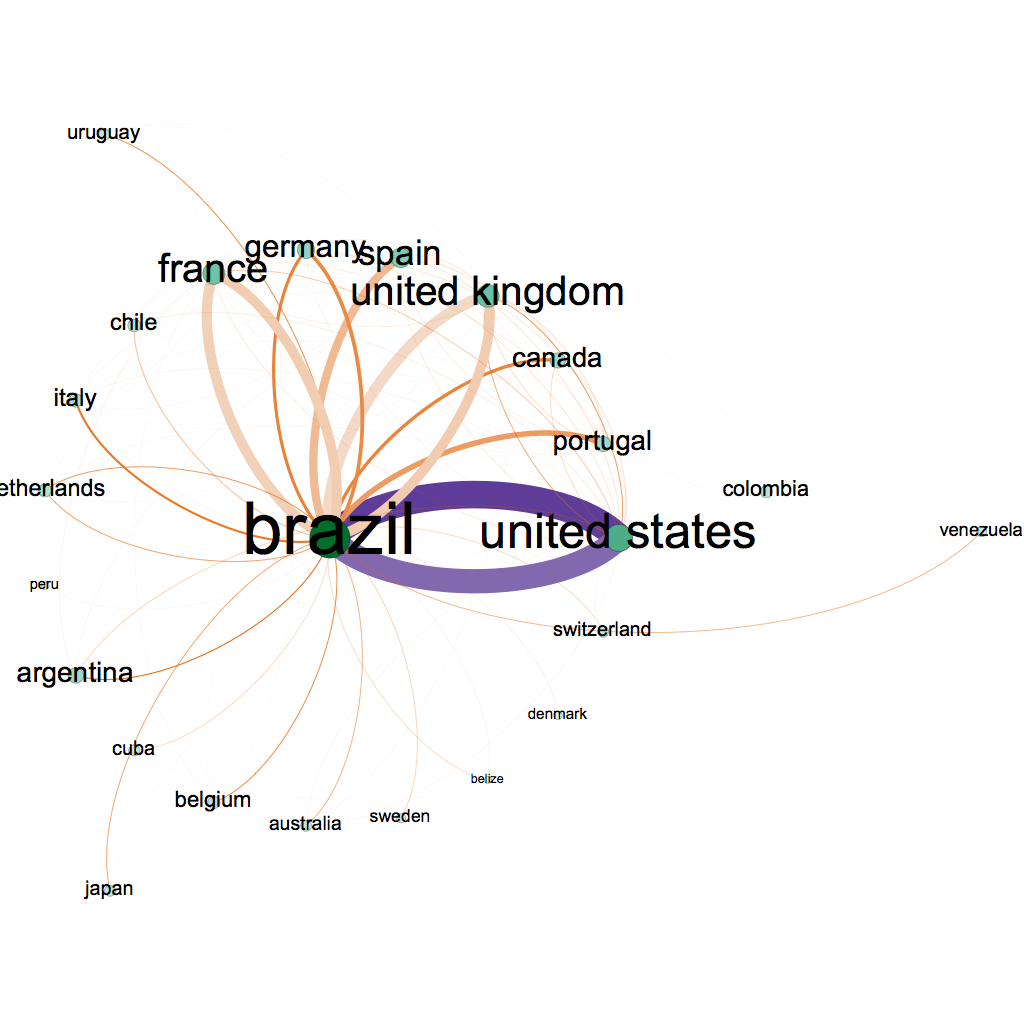 uruguay
germany
spain
france
united kingdom
chile
canada
italy
portugal
etherlands
colombia
brazil
united states
venezuela
peru
switzerland
argentina
denmark
cuba
belize
belgium
sweden
australia
japan